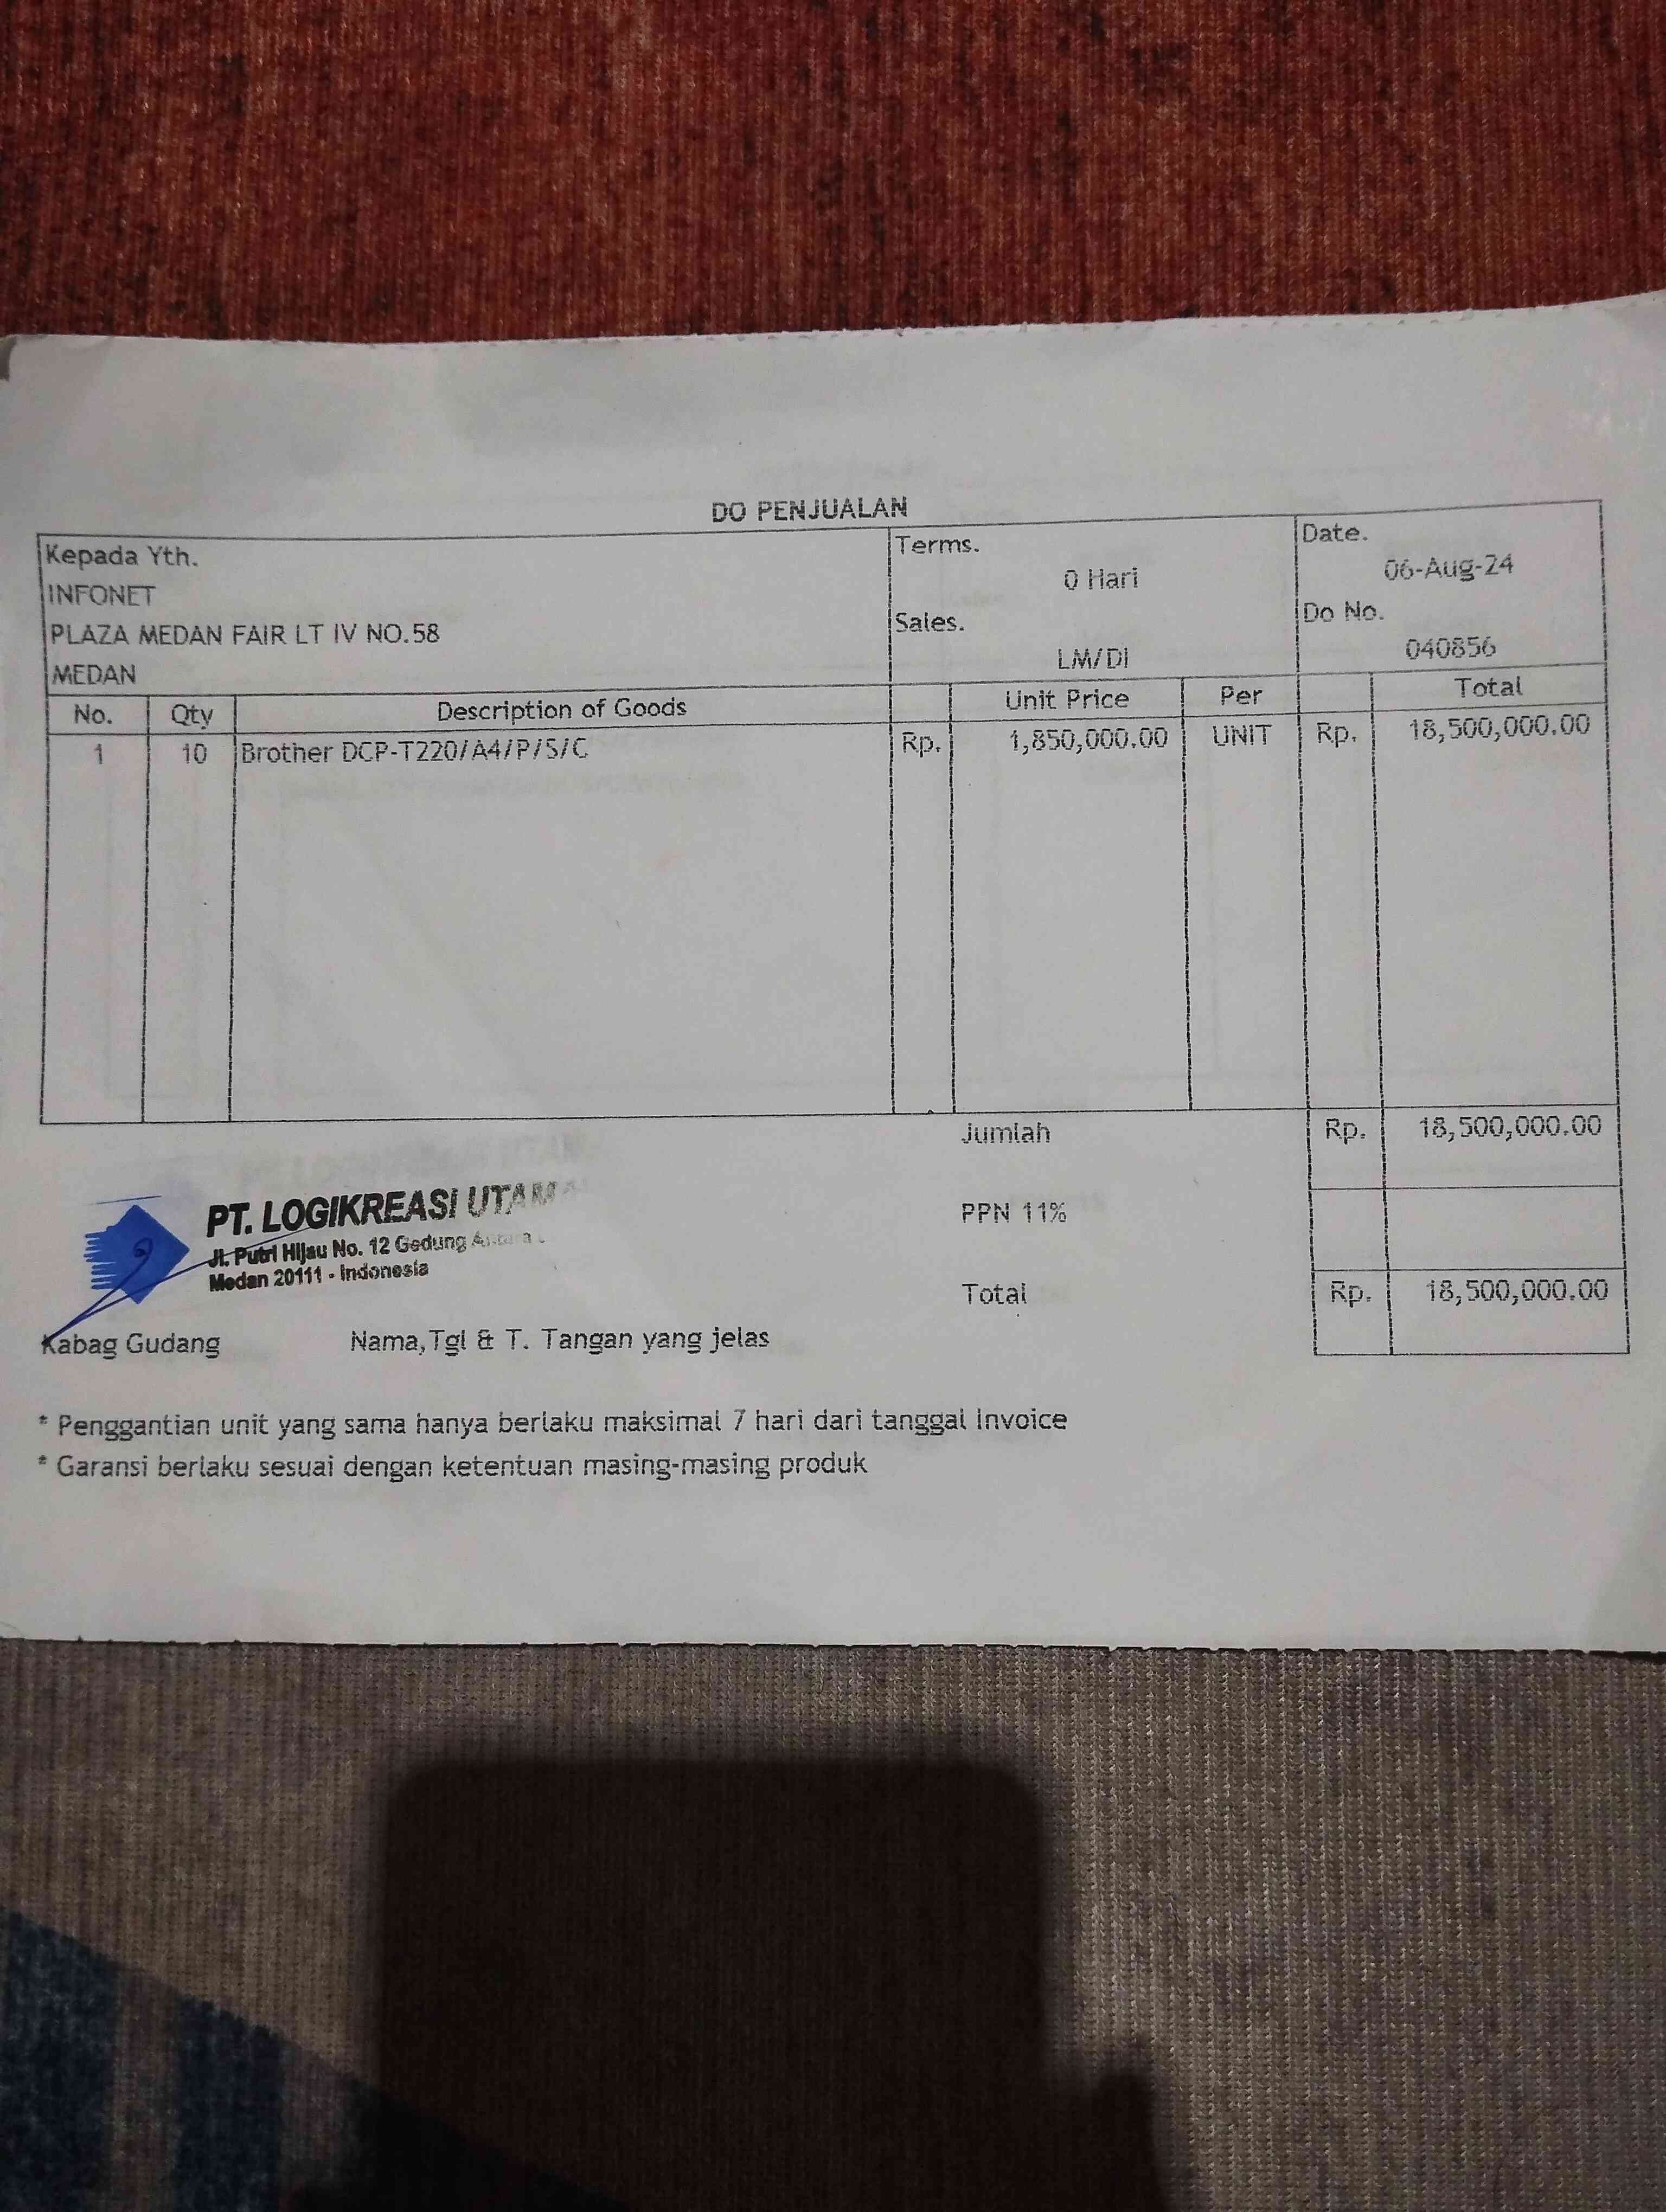 DO PENJUALAN
Kepada Yth.
INFONET
PLAZA MEDAN FAIR LT IV NO.58
MEDAN
Terms.
0 Hari
Sales.
LM/DI
Date.
06-Aug-24
Do No.
040856
No. Qty Description of Goods Unit Price Per Total
1 10 Brother DCP-T220/A4/P/S/C Rp. 1,850,000.00 UNIT Rp. 18,500,000.00
Jumlah Rp. 18,500,000.00
PPN 11%
Total Rp. 18,500,000.00
PT. LOGIKREASI UTAMA
Jl. Putri Hijau No. 12 Gedung
Medan 20111 - Indonesia
Kabag Gudang Nama,Tgl & T. Tangan yang jelas
* Penggantian unit yang sama hanya berlaku maksimal 7 hari dari tanggal Invoice
* Garansi berlaku sesuai dengan ketentuan masing-masing produk